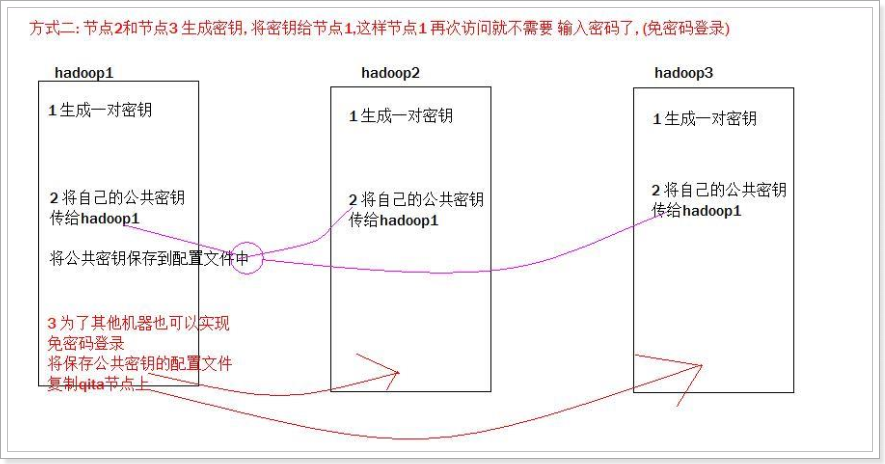 方式二: 节点2和节点3 生成密钥, 将密钥给节点1,这样节点1 再次访问就不需要 输入密码了, (免密码登录)
hadoop1
1 生成一对密钥
2 将自己的公共密钥
传给hadoop1
将公共密钥保存到配置文件中
3 为了其他机器也可以实现
免密码登录
将保存公共密钥的配置文件
复制qita节点上
hadoop2
1 生成一对密钥
2 将自己的公共密钥
传给hadoop1
hadoop3
1 生成一对密钥
2 将自己的公共密钥
传给hadoop1